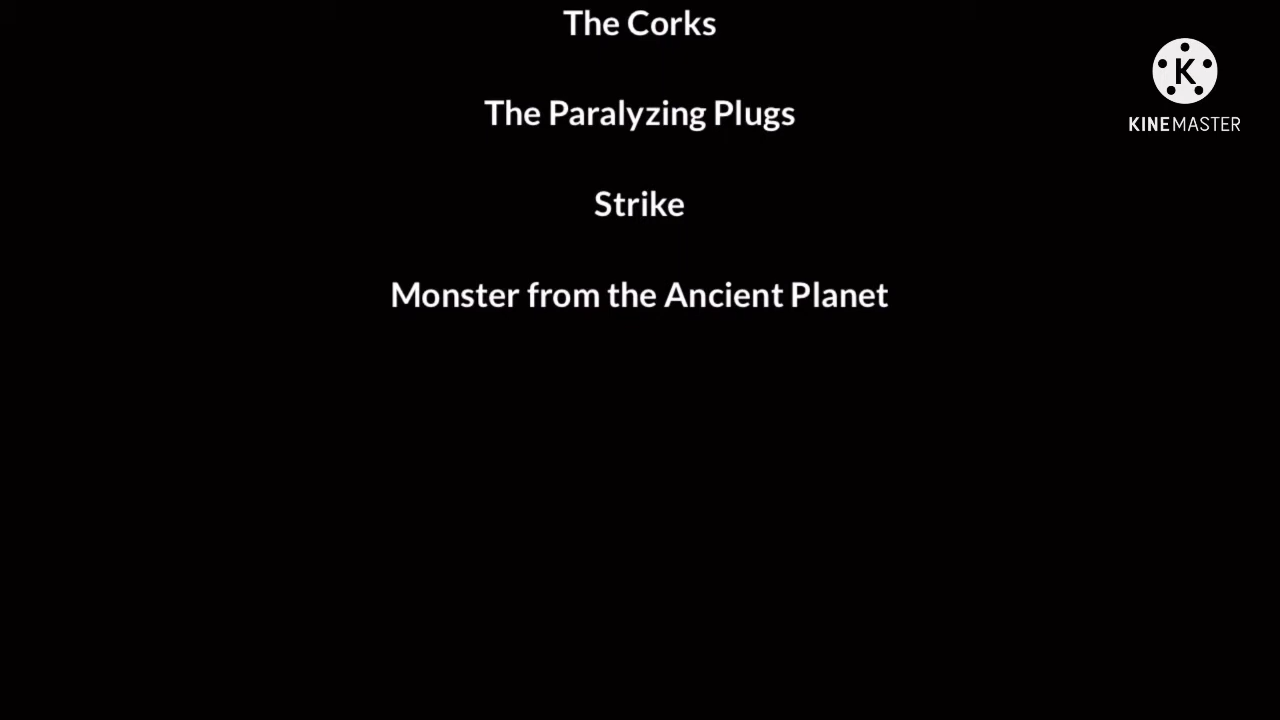 The Corks
K
KINEMASTER
The Paralyzing Plugs
Strike
Monster from the Ancient Planet